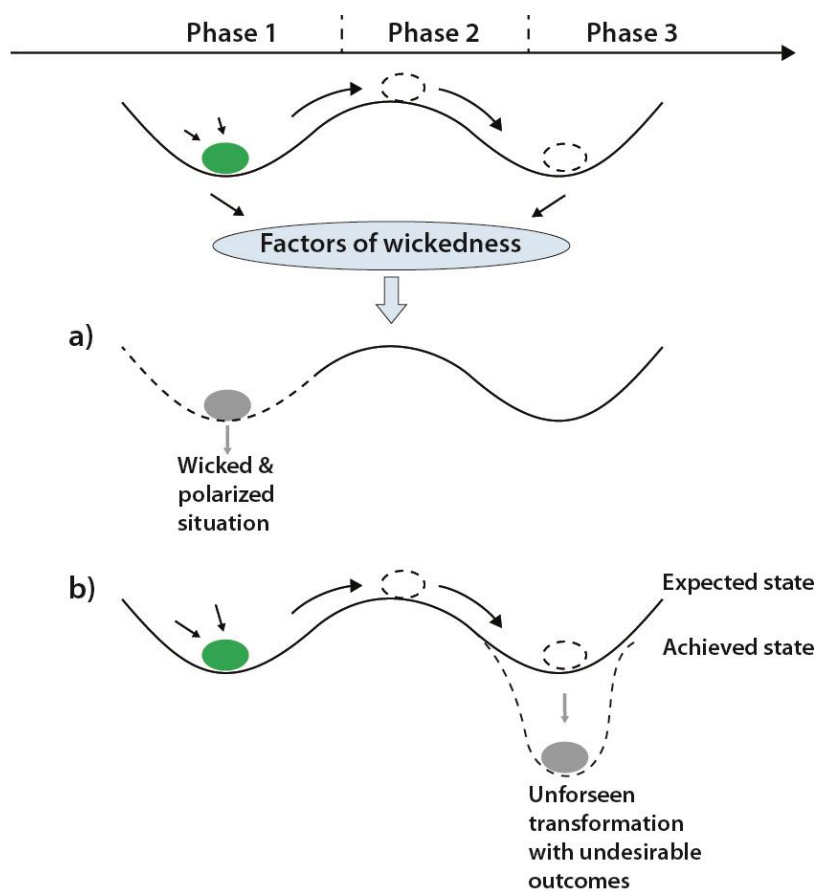 Phase 1 Phase 2 Phase 3
Factors of wickedness
a)
Wicked &
polarized
situation
b)
Expected state
Achieved state
Unforseen
transformation
with undesirable
outcomes